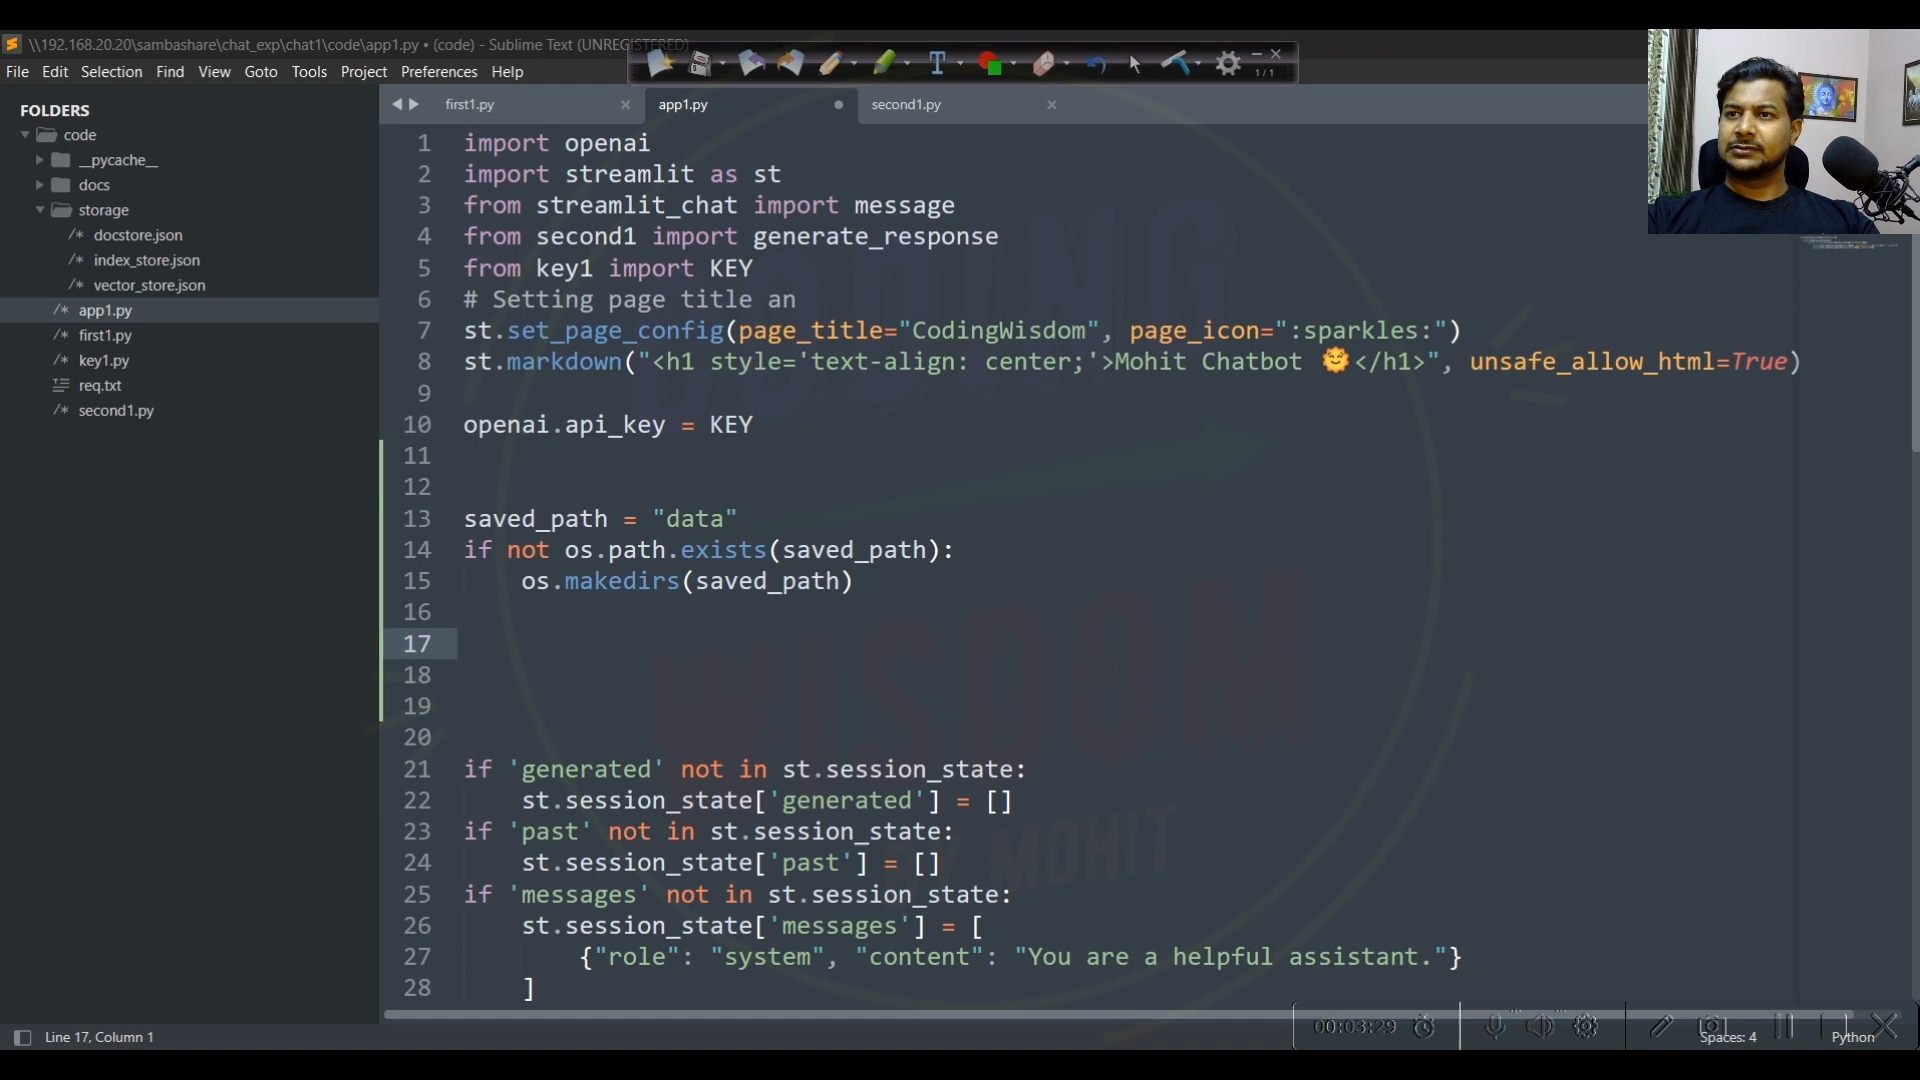 \\192.168.20.20\sambashare\chat_exp\chat1\code\app1.py • (code) - Sublime Text (UNREGISTERED)
File Edit Selection Find View Goto Tools Project Preferences Help
1 / 1
FOLDERS
code
__pycache__
docs
storage
docstore.json
index_store.json
vector_store.json
app1.py
first1.py
key1.py
req.txt
second1.py
first1.py app1.py second1.py
1 import openai
2 import streamlit as st
3 from streamlit_chat import message
4 from second1 import generate_response
5 from key1 import KEY
6 # Setting page title an
7 st.set_page_config(page_title="CodingWisdom", page_icon=":sparkles:")
8 st.markdown("<h1 style='text-align: center;'>Mohit Chatbot 🌞</h1>", unsafe_allow_html=True)
9
10 openai.api_key = KEY
11
12
13 saved_path = "data"
14 if not os.path.exists(saved_path):
15 os.makedirs(saved_path)
16
17
18
19
20
21 if 'generated' not in st.session_state:
22 st.session_state['generated'] = []
23 if 'past' not in st.session_state:
24 st.session_state['past'] = []
25 if 'messages' not in st.session_state:
26 st.session_state['messages'] = [
27 {"role": "system", "content": "You are a helpful assistant."}
28 ]
CODING
WISDOM
BY MOHIT
00:03:29
Line 17, Column 1 Spaces: 4 Python